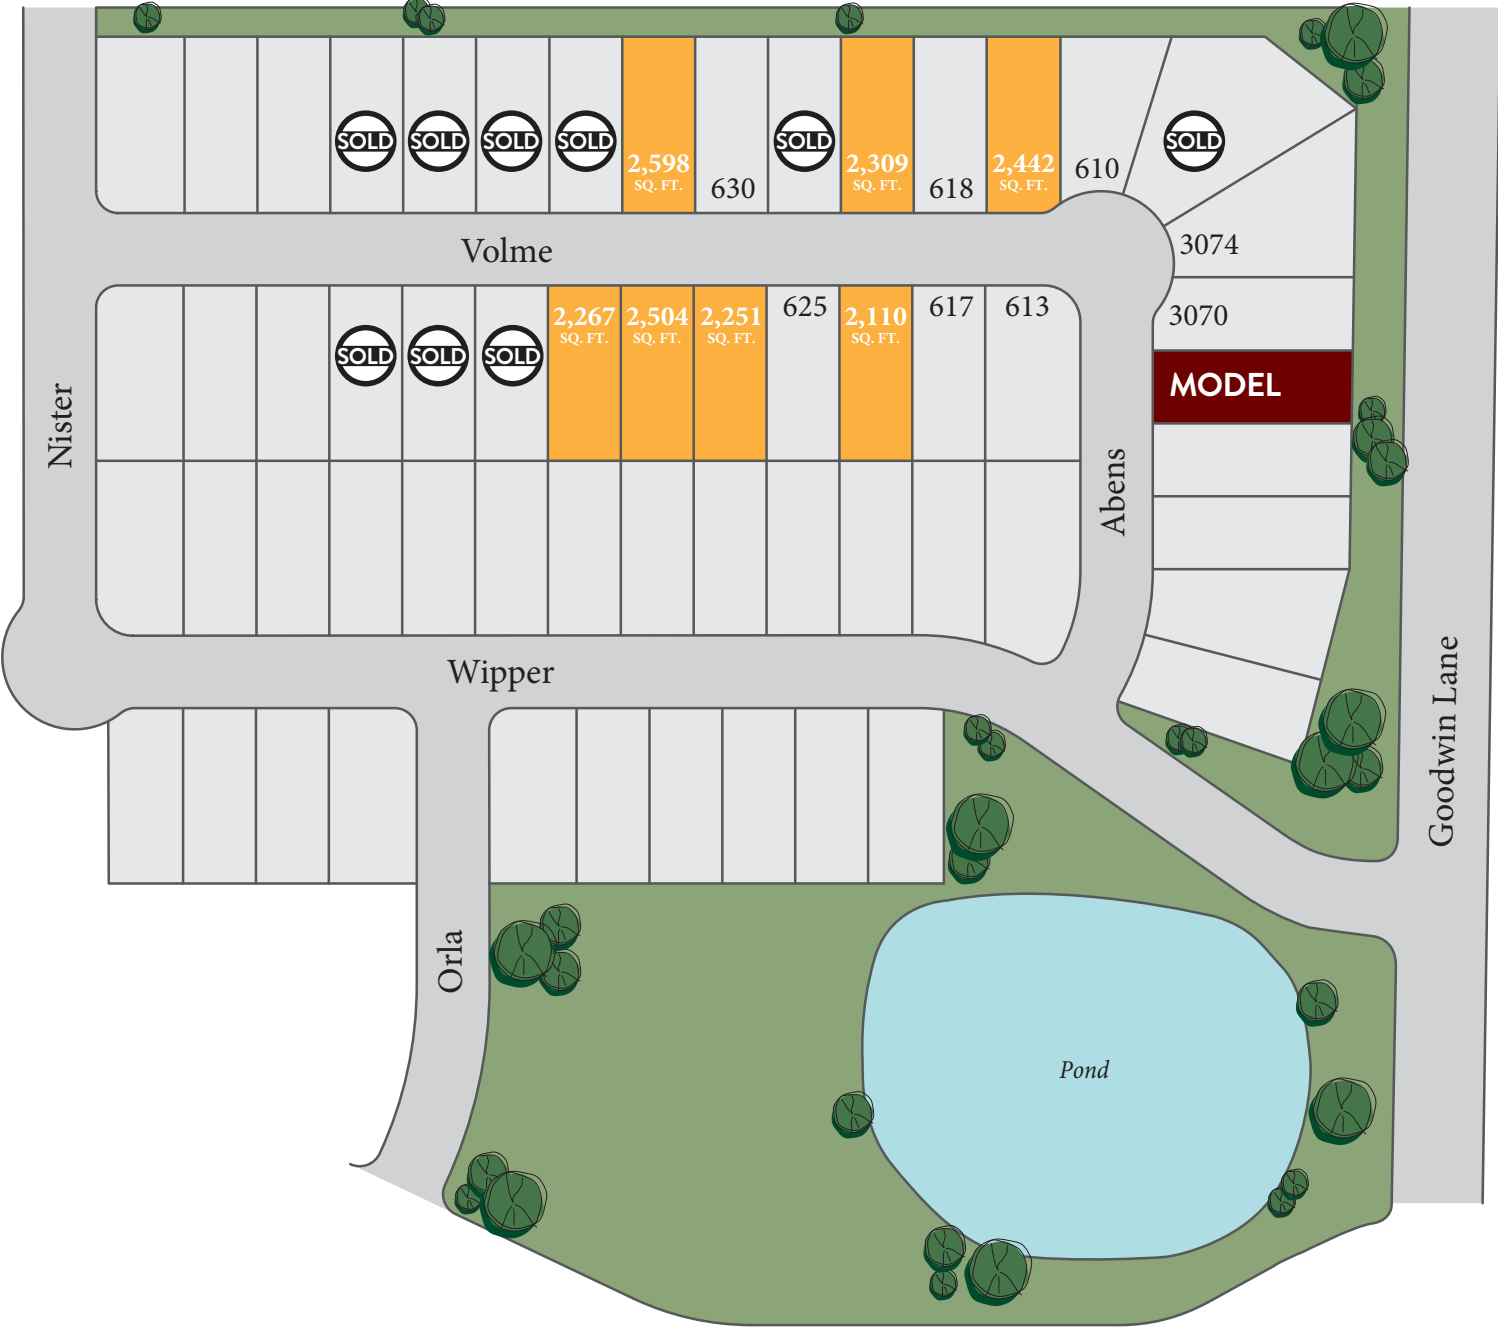 SOLD
SOLD
SOLD
SOLD
2,598
SQ. FT.
630
SOLD
2,309
SQ. FT.
618
2,442
SQ. FT.
610
SOLD
3074
Volme
3070
SOLD
SOLD
SOLD
2,267
SQ. FT.
2,504
SQ. FT.
2,251
SQ. FT.
625
2,110
SQ. FT.
617
613
MODEL
Nister
Abens
Wipper
Goodwin Lane
Orla
Pond